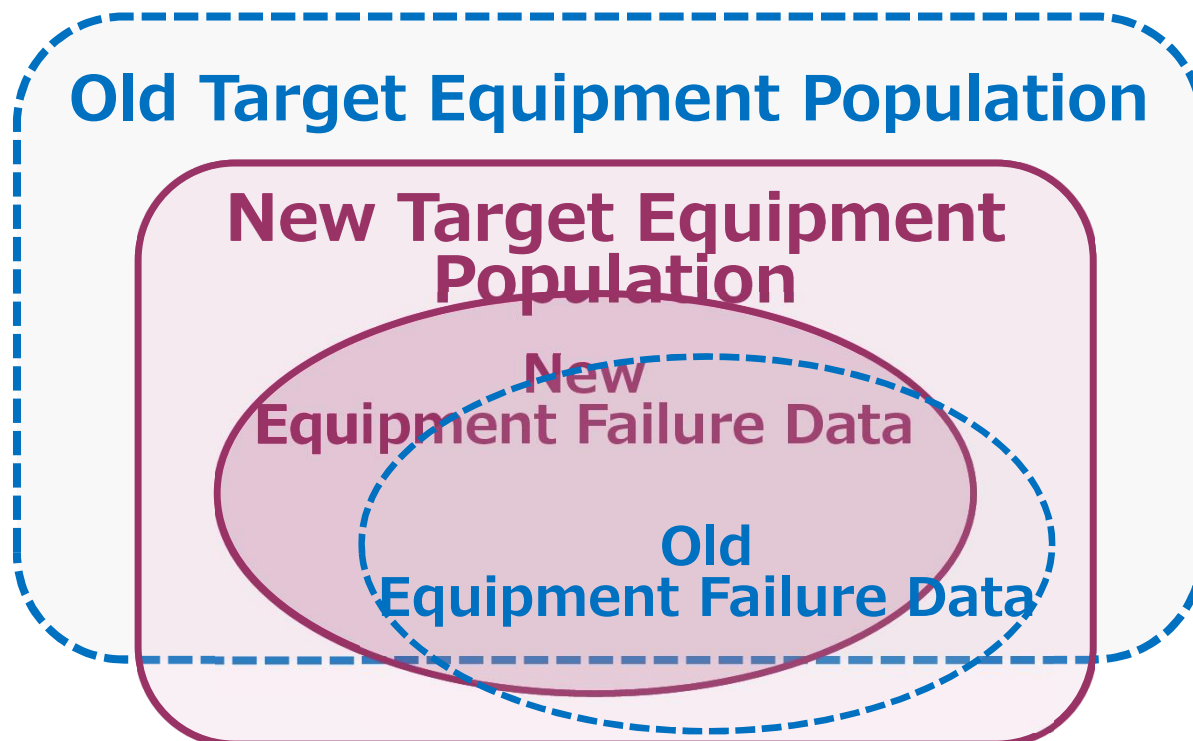 Old Target Equipment Population
New Target Equipment
Population
New
Equipment Failure Data
Old
Equipment Failure Data